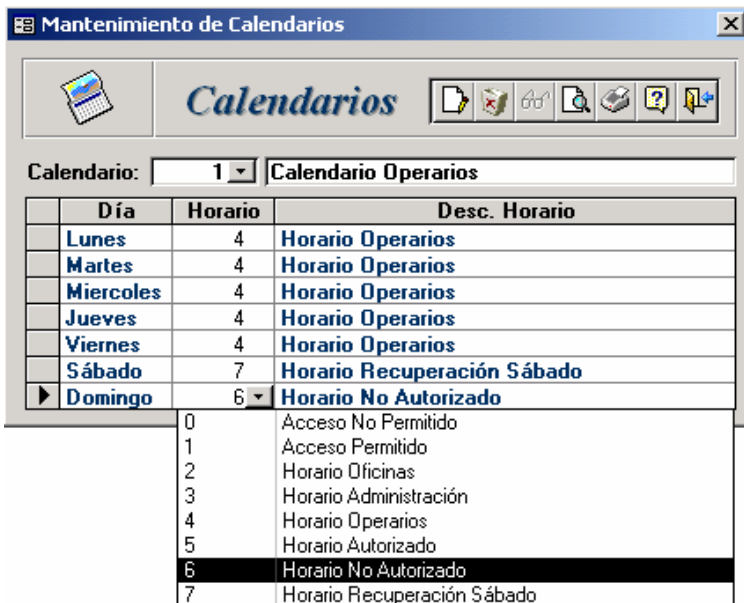 Mantenimiento de Calendarios
Calendarios
Calendario: 1 Calendario Operarios
Día Horario Desc. Horario
Lunes 4 Horario Operarios
Martes 4 Horario Operarios
Miercoles 4 Horario Operarios
Jueves 4 Horario Operarios
Viernes 4 Horario Operarios
Sábado 7 Horario Recuperación Sábado
Domingo 6 Horario No Autorizado
0 Acceso No Permitido
1 Acceso Permitido
2 Horario Oficinas
3 Horario Administración
4 Horario Operarios
5 Horario Autorizado
6 Horario No Autorizado
7 Horario Recuperación Sábado